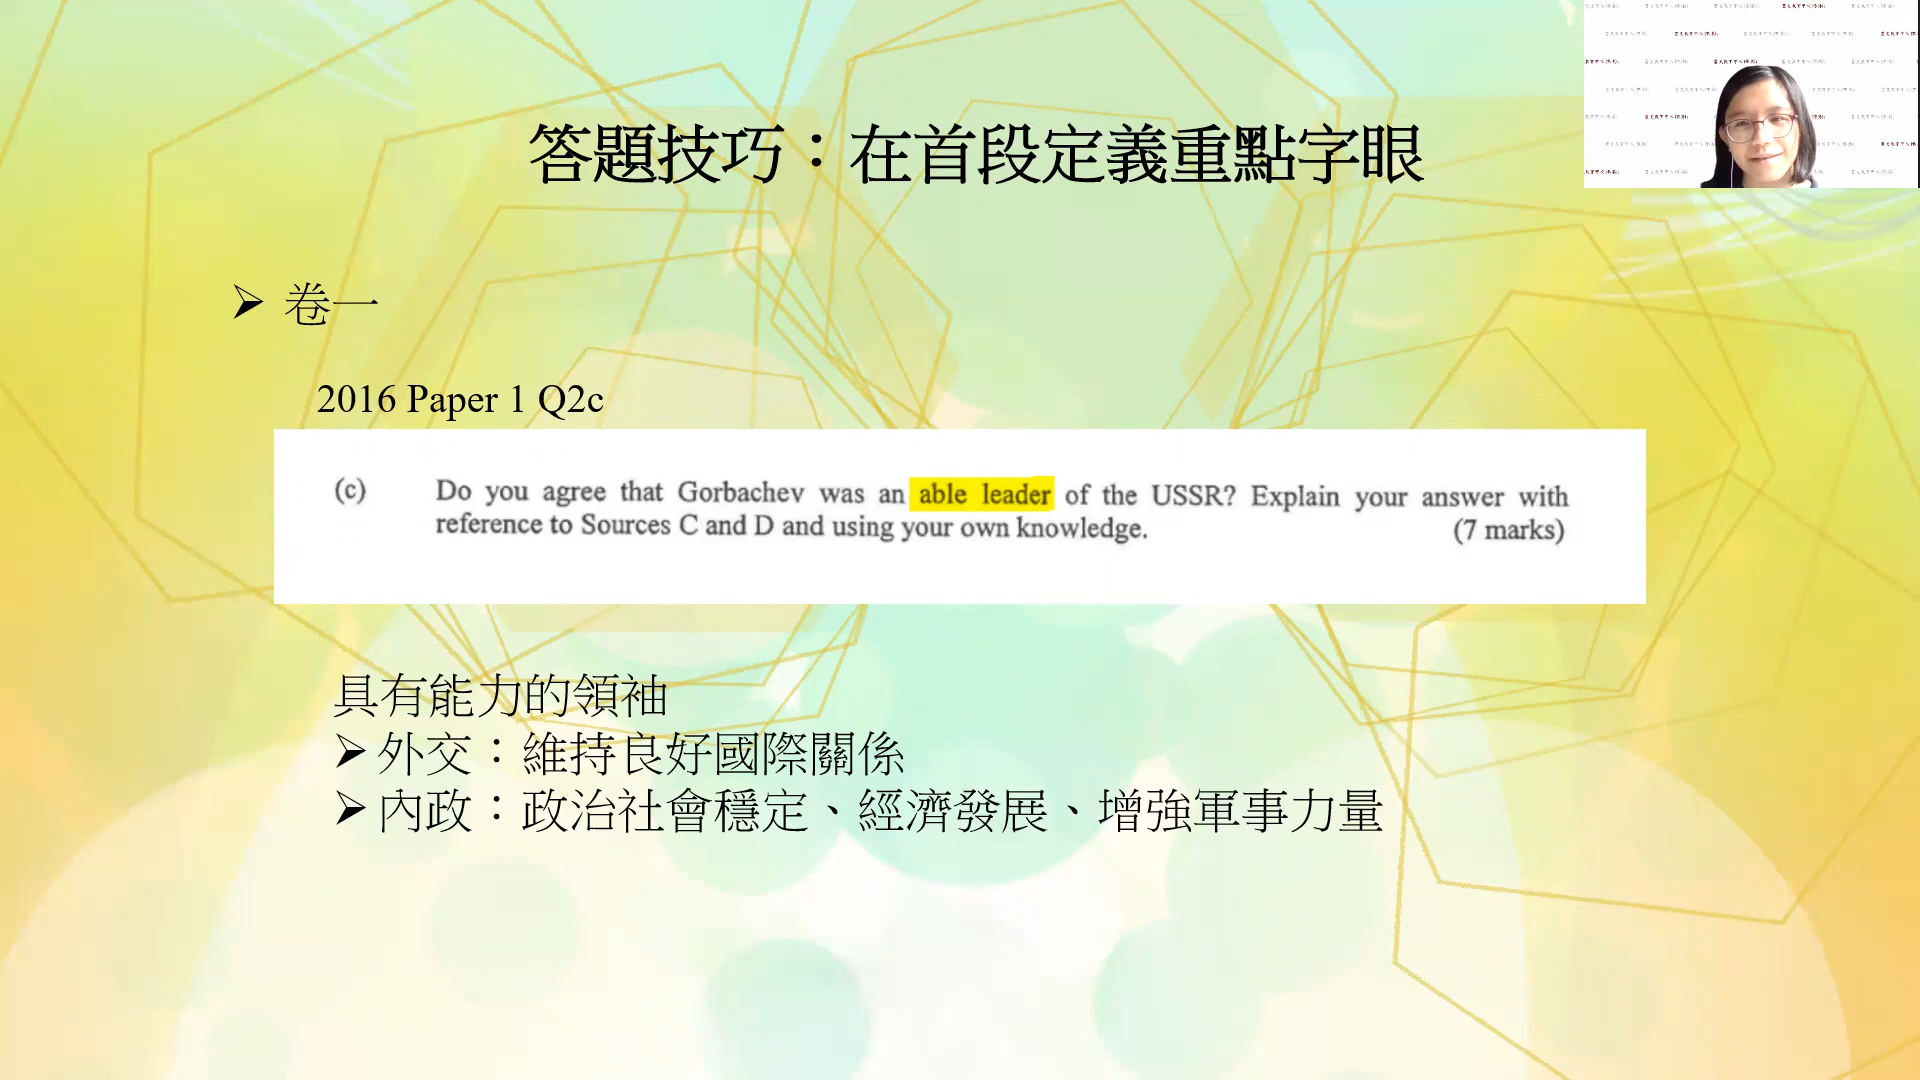 答題技巧：在首段定義重點字眼
➢ 卷一
2016 Paper 1 Q2c
(c) Do you agree that Gorbachev was an able leader of the USSR? Explain your answer with
reference to Sources C and D and using your own knowledge. (7 marks)
具有能力的領袖
➢ 外交：維持良好國際關係
➢ 內政：政治社會穩定、經濟發展、增強軍事力量